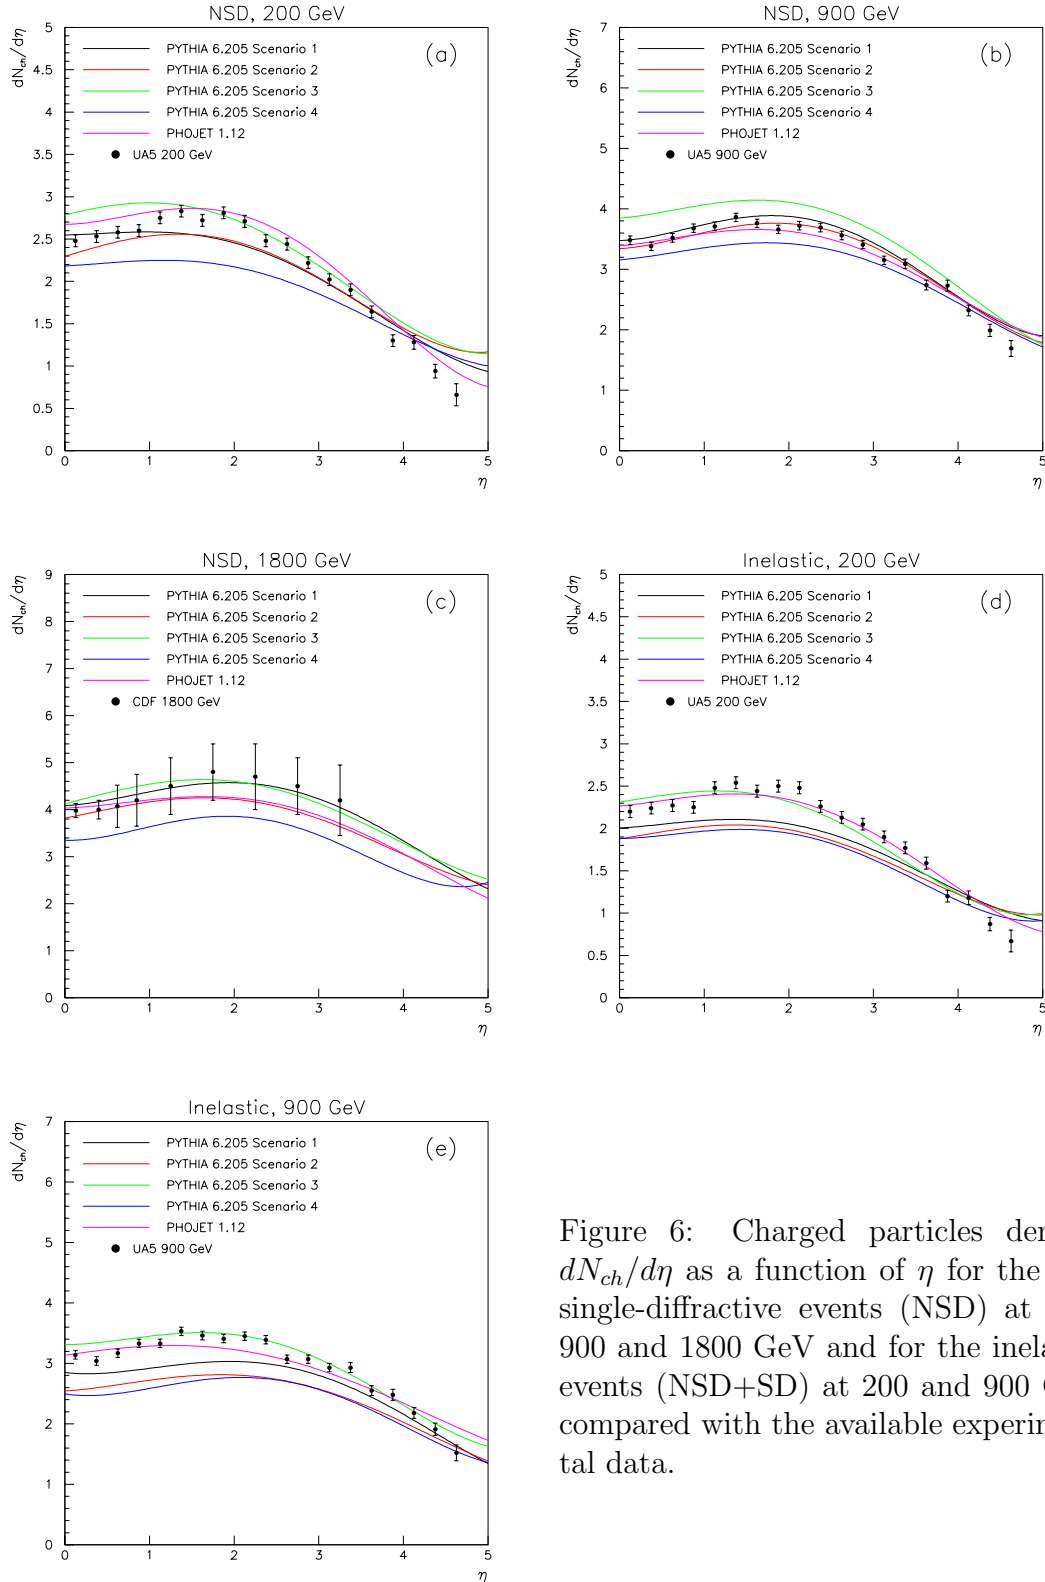 NSD, 200 GeV
dN_ch/dη
(a)
PYTHIA 6.205 Scenario 1
PYTHIA 6.205 Scenario 2
PYTHIA 6.205 Scenario 3
PYTHIA 6.205 Scenario 4
PHOJET 1.12
UA5 200 GeV
5
4.5
4
3.5
3
2.5
2
1.5
1
0.5
0
0 1 2 3 4 5
η
NSD, 900 GeV
dN_ch/dη
(b)
PYTHIA 6.205 Scenario 1
PYTHIA 6.205 Scenario 2
PYTHIA 6.205 Scenario 3
PYTHIA 6.205 Scenario 4
PHOJET 1.12
UA5 900 GeV
7
6
5
4
3
2
1
0
0 1 2 3 4 5
η
NSD, 1800 GeV
dN_ch/dη
(c)
PYTHIA 6.205 Scenario 1
PYTHIA 6.205 Scenario 2
PYTHIA 6.205 Scenario 3
PYTHIA 6.205 Scenario 4
PHOJET 1.12
CDF 1800 GeV
9
8
7
6
5
4
3
2
1
0
0 1 2 3 4 5
η
Inelastic, 200 GeV
dN_ch/dη
(d)
PYTHIA 6.205 Scenario 1
PYTHIA 6.205 Scenario 2
PYTHIA 6.205 Scenario 3
PYTHIA 6.205 Scenario 4
PHOJET 1.12
UA5 200 GeV
5
4.5
4
3.5
3
2.5
2
1.5
1
0.5
0
0 1 2 3 4 5
η
Inelastic, 900 GeV
dN_ch/dη
(e)
PYTHIA 6.205 Scenario 1
PYTHIA 6.205 Scenario 2
PYTHIA 6.205 Scenario 3
PYTHIA 6.205 Scenario 4
PHOJET 1.12
UA5 900 GeV
7
6
5
4
3
2
1
0
0 1 2 3 4 5
η
Figure 6: Charged particles
dN_ch/dη as a function of η for the
single-diffractive events (NSD) at
900 and 1800 GeV and for the
events (NSD+SD) at 200 and 900
compared with the available experim
tal data.